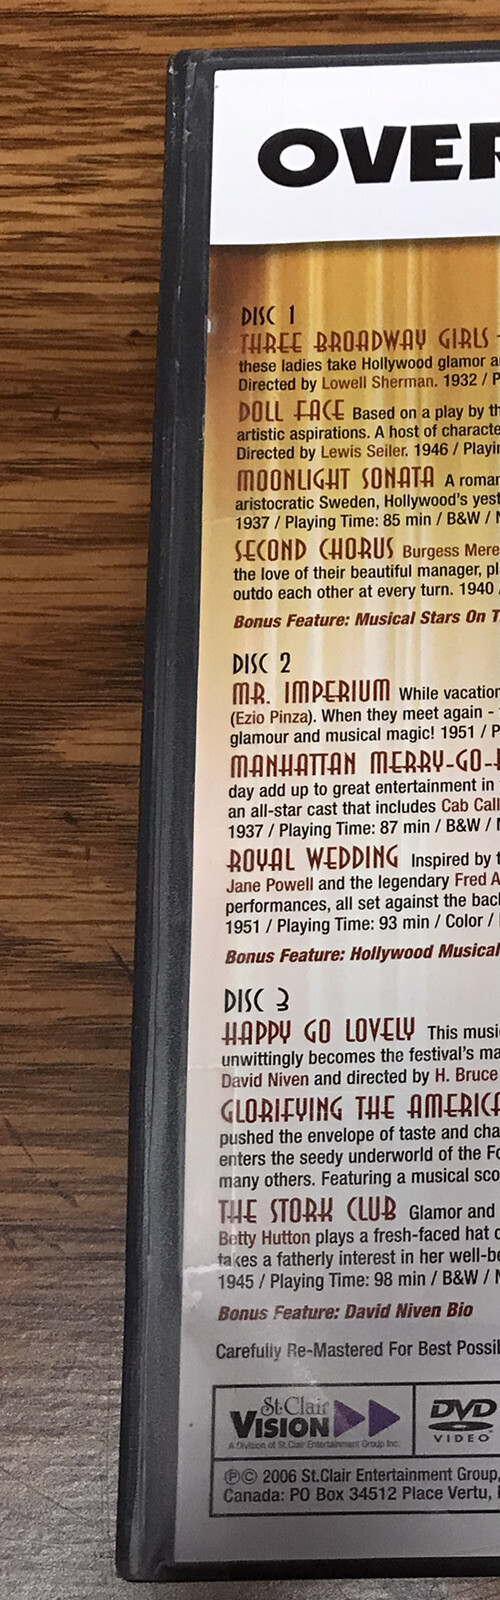 OVER
DISC 1
THREE BROADWAY GIRLS -
these ladies take Hollywood glamor a
Directed by Lowell Sherman. 1932 / P
DOLL FACE Based on a play by th
artistic aspirations. A host of characte
Directed by Lewis Seiler. 1946 / Playin
MOONLIGHT SONATA A roman
aristocratic Sweden, Hollywood's yest
1937 / Playing Time: 85 min / B&W / N
SECOND CHORUS Burgess Mere
the love of their beautiful manager, pl
outdo each other at every turn. 1940 /
Bonus Feature: Musical Stars On T
DISC 2
MR. IMPERIUM While vacation
(Ezio Pinza). When they meet again -
glamour and musical magic! 1951 / P
MANHATTAN MERRY-GO-
day add up to great entertainment in
an all-star cast that includes Cab Call
1937 / Playing Time: 87 min / B&W / N
ROYAL WEDDING Inspired by t
Jane Powell and the legendary Fred A
performances, all set against the bac
1951 / Playing Time: 93 min / Color /
Bonus Feature: Hollywood Musical
DISC 3
HAPPY GO LOVELY This musi
unwittingly becomes the festival's ma
David Niven and directed by H. Bruce
GLORIFYING THE AMERICA
pushed the envelope of taste and cha
enters the seedy underworld of the Fo
many others. Featuring a musical sco
THE STORK CLUB Glamor and
Betty Hutton plays a fresh-faced hat c
takes a fatherly interest in her well-be
1945 / Playing Time: 98 min / B&W / N
Bonus Feature: David Niven Bio
Carefully Re-Mastered For Best Possib
St.Clair
VISION
A Division of St.Clair Entertainment Group Inc.
DVD
VIDEO
℗© 2006 St.Clair Entertainment Group,
Canada: PO Box 34512 Place Vertu,